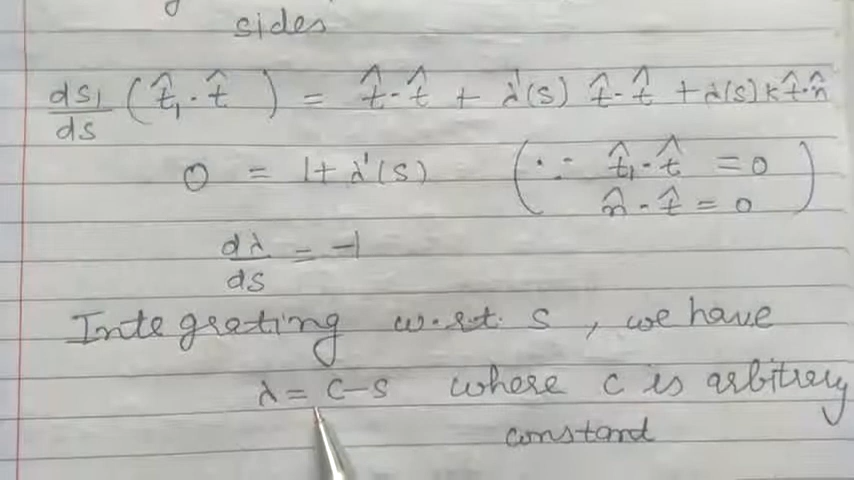 sides
ds₁/ds (t̂₁ · t̂) = t̂ · t̂ + λ'(s) t̂ · t̂ + λ(s) k t̂ · n̂
0 = 1 + λ'(s) (∵ t̂₁ · t̂ = 0
n̂ · t̂ = 0)
dλ/ds = -1
Integrating w.r.t. s, we have
λ = c - s where c is arbitrary
constant